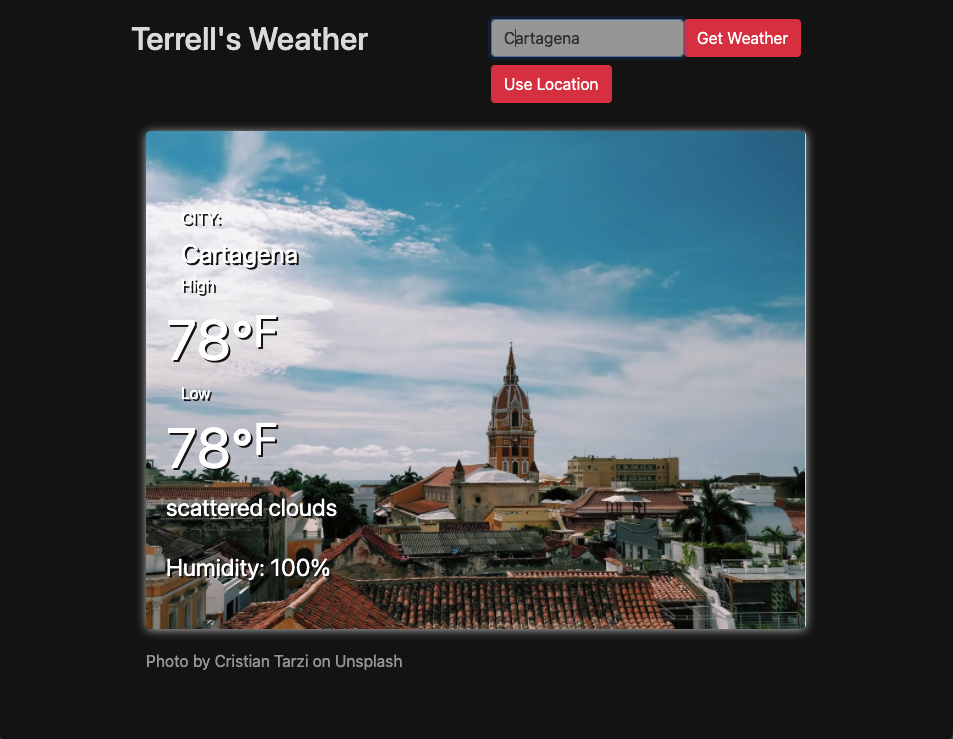 Terrell's Weather
Cartagena
Get Weather
Use Location
CITY:
Cartagena
High
78°F
Low
78°F
scattered clouds
Humidity: 100%
Photo by Cristian Tarzi on Unsplash